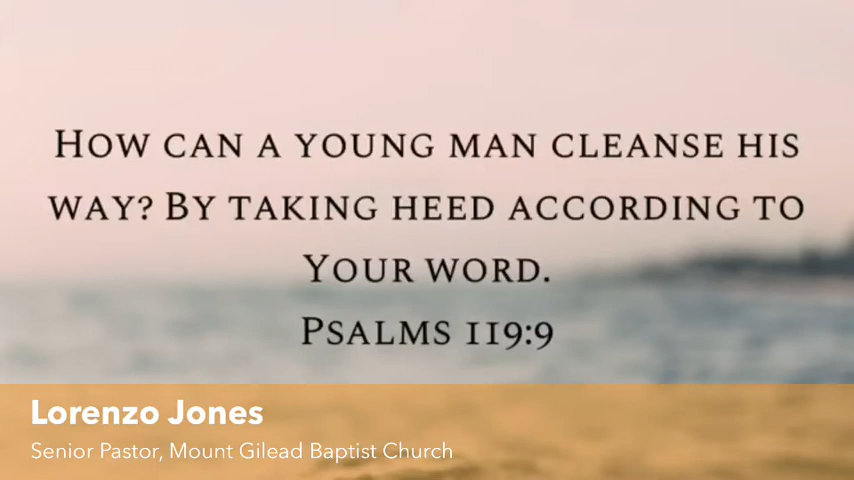 How can a young man cleanse his
way? By taking heed according to
Your word.
Psalms 119:9
Lorenzo Jones
Senior Pastor, Mount Gilead Baptist Church